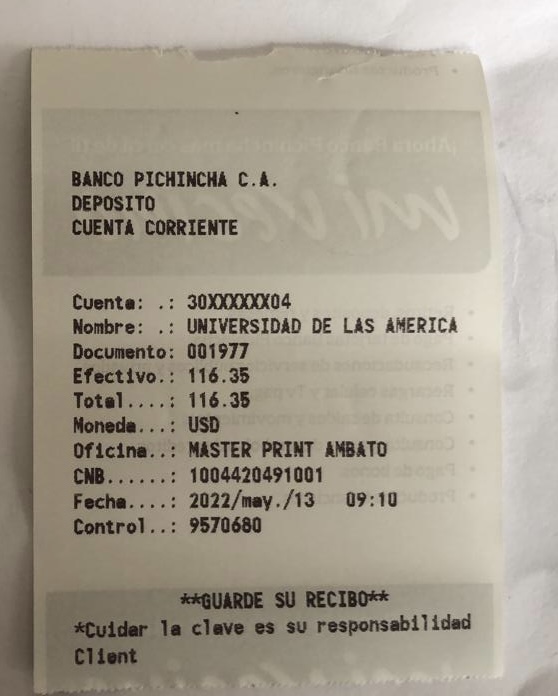 BANCO PICHINCHA C.A.
DEPOSITO
CUENTA CORRIENTE
Cuenta: .: 30XXXXXX04
Nombre: .: UNIVERSIDAD DE LAS AMERICA
Documento: 001977
Efectivo.: 116.35
Total....: 116.35
Moneda...: USD
Oficina..: MASTER PRINT AMBATO
CNB......: 1004420491001
Fecha....: 2022/may./13 09:10
Control..: 9570680
**GUARDE SU RECIBO**
*Cuidar la clave es su responsabilidad
Client